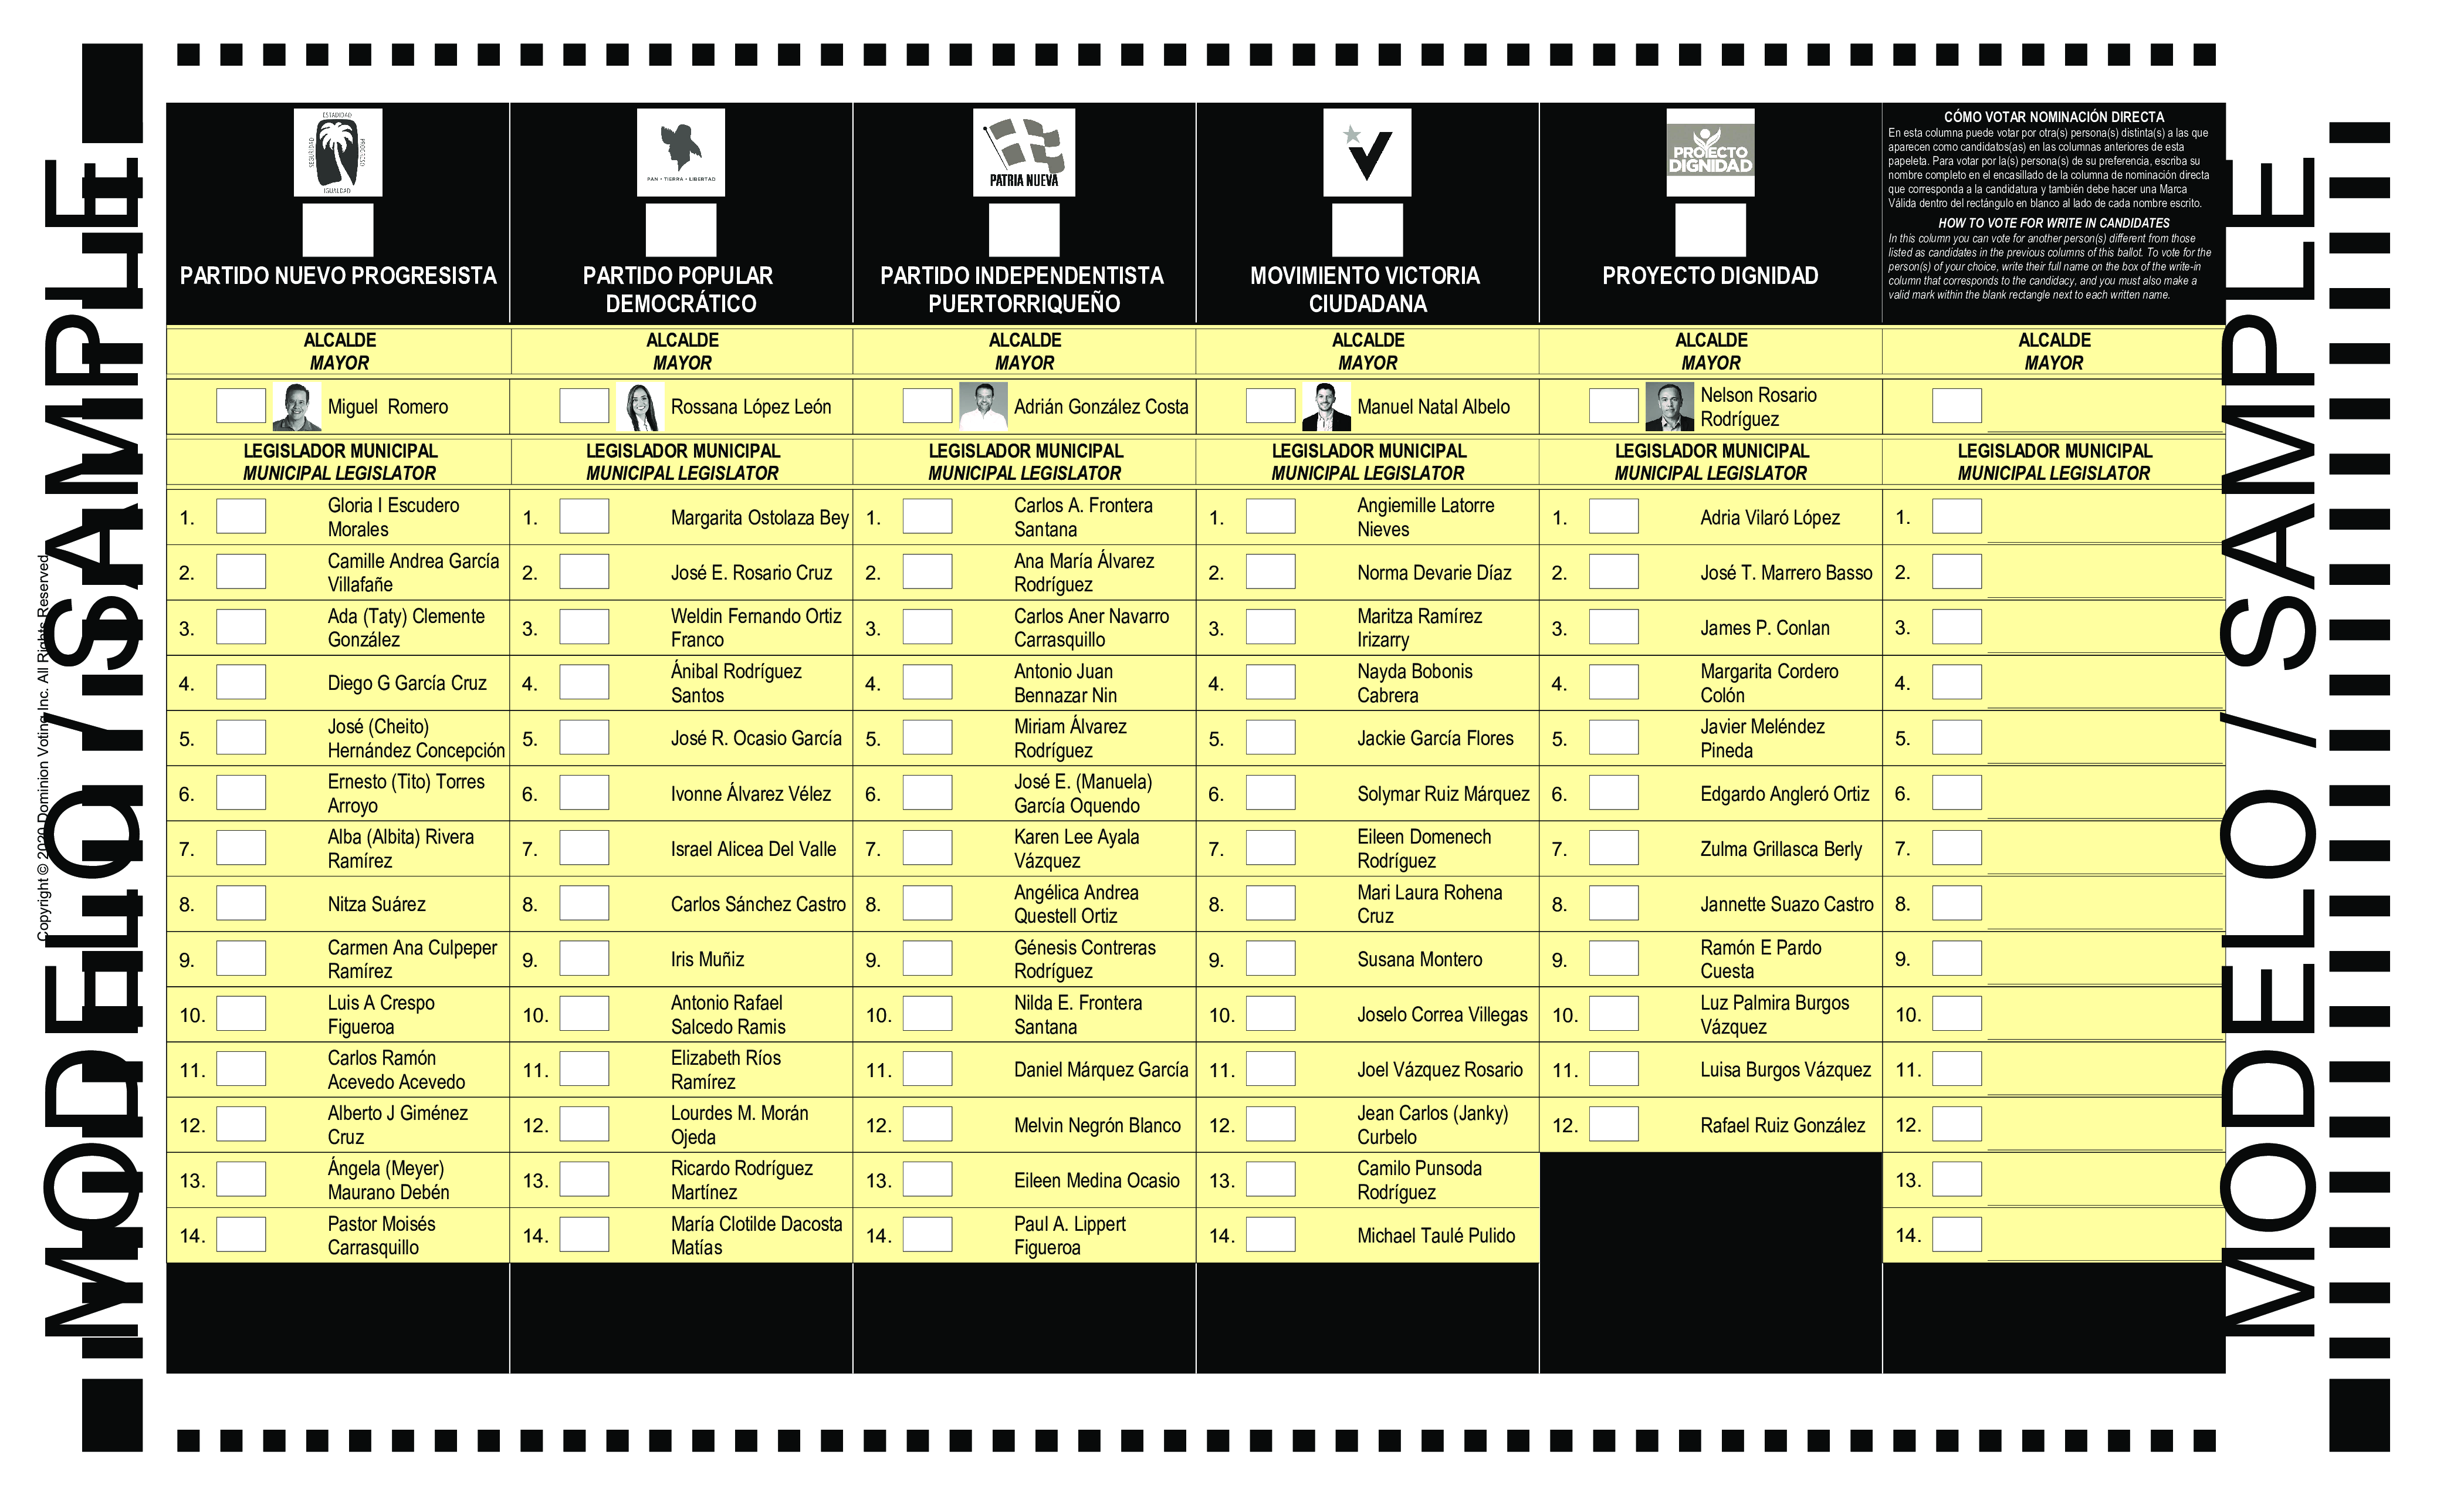 MODELO / SAMPLE
Copyright © 2020 Dominion Voting, Inc. All Rights Reserved
ESTADIDAD
SEGURIDAD
PROGRESO
IGUALDAD
PARTIDO NUEVO PROGRESISTA
PAN • TIERRA • LIBERTAD
PARTIDO POPULAR
DEMOCRÁTICO
PATRIA NUEVA
PARTIDO INDEPENDENTISTA
PUERTORRIQUEÑO
MOVIMIENTO VICTORIA
CIUDADANA
PROYECTO
DIGNIDAD
PROYECTO DIGNIDAD
CÓMO VOTAR NOMINACIÓN DIRECTA
En esta columna puede votar por otra(s) persona(s) distinta(s) a las que
aparecen como candidatos(as) en las columnas anteriores de esta
papeleta. Para votar por la(s) persona(s) de su preferencia, escriba su
nombre completo en el encasillado de la columna de nominación directa
que corresponda a la candidatura y también debe hacer una Marca
Válida dentro del rectángulo en blanco al lado de cada nombre escrito.
HOW TO VOTE FOR WRITE IN CANDIDATES
In this column you can vote for another person(s) different from those
listed as candidates in the previous columns of this ballot. To vote for the
person(s) of your choice, write their full name on the box of the write-in
column that corresponds to the candidacy, and you must also make a
valid mark within the blank rectangle next to each written name.
ALCALDE
MAYOR
Miguel Romero
LEGISLADOR MUNICIPAL
MUNICIPAL LEGISLATOR
1. Gloria I Escudero
Morales
2. Camille Andrea García
Villafañe
3. Ada (Taty) Clemente
González
4. Diego G García Cruz
5. José (Cheito)
Hernández Concepción
6. Ernesto (Tito) Torres
Arroyo
7. Alba (Albita) Rivera
Ramírez
8. Nitza Suárez
9. Carmen Ana Culpeper
Ramírez
10. Luis A Crespo
Figueroa
11. Carlos Ramón
Acevedo Acevedo
12. Alberto J Giménez
Cruz
13. Ángela (Meyer)
Maurano Debén
14. Pastor Moisés
Carrasquillo
ALCALDE
MAYOR
Rossana López León
LEGISLADOR MUNICIPAL
MUNICIPAL LEGISLATOR
1. Margarita Ostolaza Bey
2. José E. Rosario Cruz
3. Weldin Fernando Ortiz
Franco
4. Ánibal Rodríguez
Santos
5. José R. Ocasio García
6. Ivonne Álvarez Vélez
7. Israel Alicea Del Valle
8. Carlos Sánchez Castro
9. Iris Muñiz
10. Antonio Rafael
Salcedo Ramis
11. Elizabeth Ríos
Ramírez
12. Lourdes M. Morán
Ojeda
13. Ricardo Rodríguez
Martínez
14. María Clotilde Dacosta
Matías
ALCALDE
MAYOR
Adrián González Costa
LEGISLADOR MUNICIPAL
MUNICIPAL LEGISLATOR
1. Carlos A. Frontera
Santana
2. Ana María Álvarez
Rodríguez
3. Carlos Aner Navarro
Carrasquillo
4. Antonio Juan
Bennazar Nin
5. Miriam Álvarez
Rodríguez
6. José E. (Manuela)
García Oquendo
7. Karen Lee Ayala
Vázquez
8. Angélica Andrea
Questell Ortiz
9. Génesis Contreras
Rodríguez
10. Nilda E. Frontera
Santana
11. Daniel Márquez García
12. Melvin Negrón Blanco
13. Eileen Medina Ocasio
14. Paul A. Lippert
Figueroa
ALCALDE
MAYOR
Manuel Natal Albelo
LEGISLADOR MUNICIPAL
MUNICIPAL LEGISLATOR
1. Angiemille Latorre
Nieves
2. Norma Devarie Díaz
3. Maritza Ramírez
Irizarry
4. Nayda Bobonis
Cabrera
5. Jackie García Flores
6. Solymar Ruiz Márquez
7. Eileen Domenech
Rodríguez
8. Mari Laura Rohena
Cruz
9. Susana Montero
10. Joselo Correa Villegas
11. Joel Vázquez Rosario
12. Jean Carlos (Janky)
Curbelo
13. Camilo Punsoda
Rodríguez
14. Michael Taulé Pulido
ALCALDE
MAYOR
Nelson Rosario
Rodríguez
LEGISLADOR MUNICIPAL
MUNICIPAL LEGISLATOR
1. Adria Vilaró López
2. José T. Marrero Basso
3. James P. Conlan
4. Margarita Cordero
Colón
5. Javier Meléndez
Pineda
6. Edgardo Angleró Ortiz
7. Zulma Grillasca Berly
8. Jannette Suazo Castro
9. Ramón E Pardo
Cuesta
10. Luz Palmira Burgos
Vázquez
11. Luisa Burgos Vázquez
12. Rafael Ruiz González
ALCALDE
MAYOR
LEGISLADOR MUNICIPAL
MUNICIPAL LEGISLATOR
1.
2.
3.
4.
5.
6.
7.
8.
9.
10.
11.
12.
13.
14.
MODELO / SAMPLE